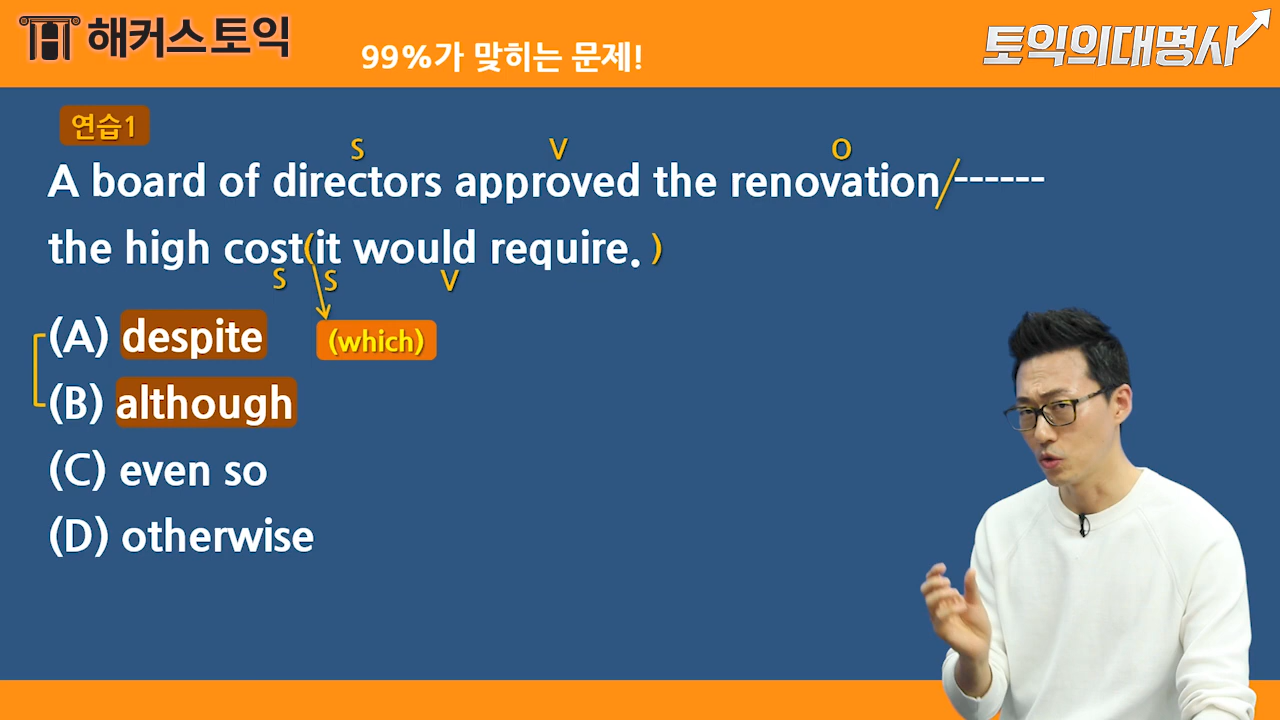 해커스토익
99%가 맞히는 문제!
토익의대명사
연습1
S V O
A board of directors approved the renovation/------
the high cost(it would require.)
S S V
(A) despite
(which)
(B) although
(C) even so
(D) otherwise